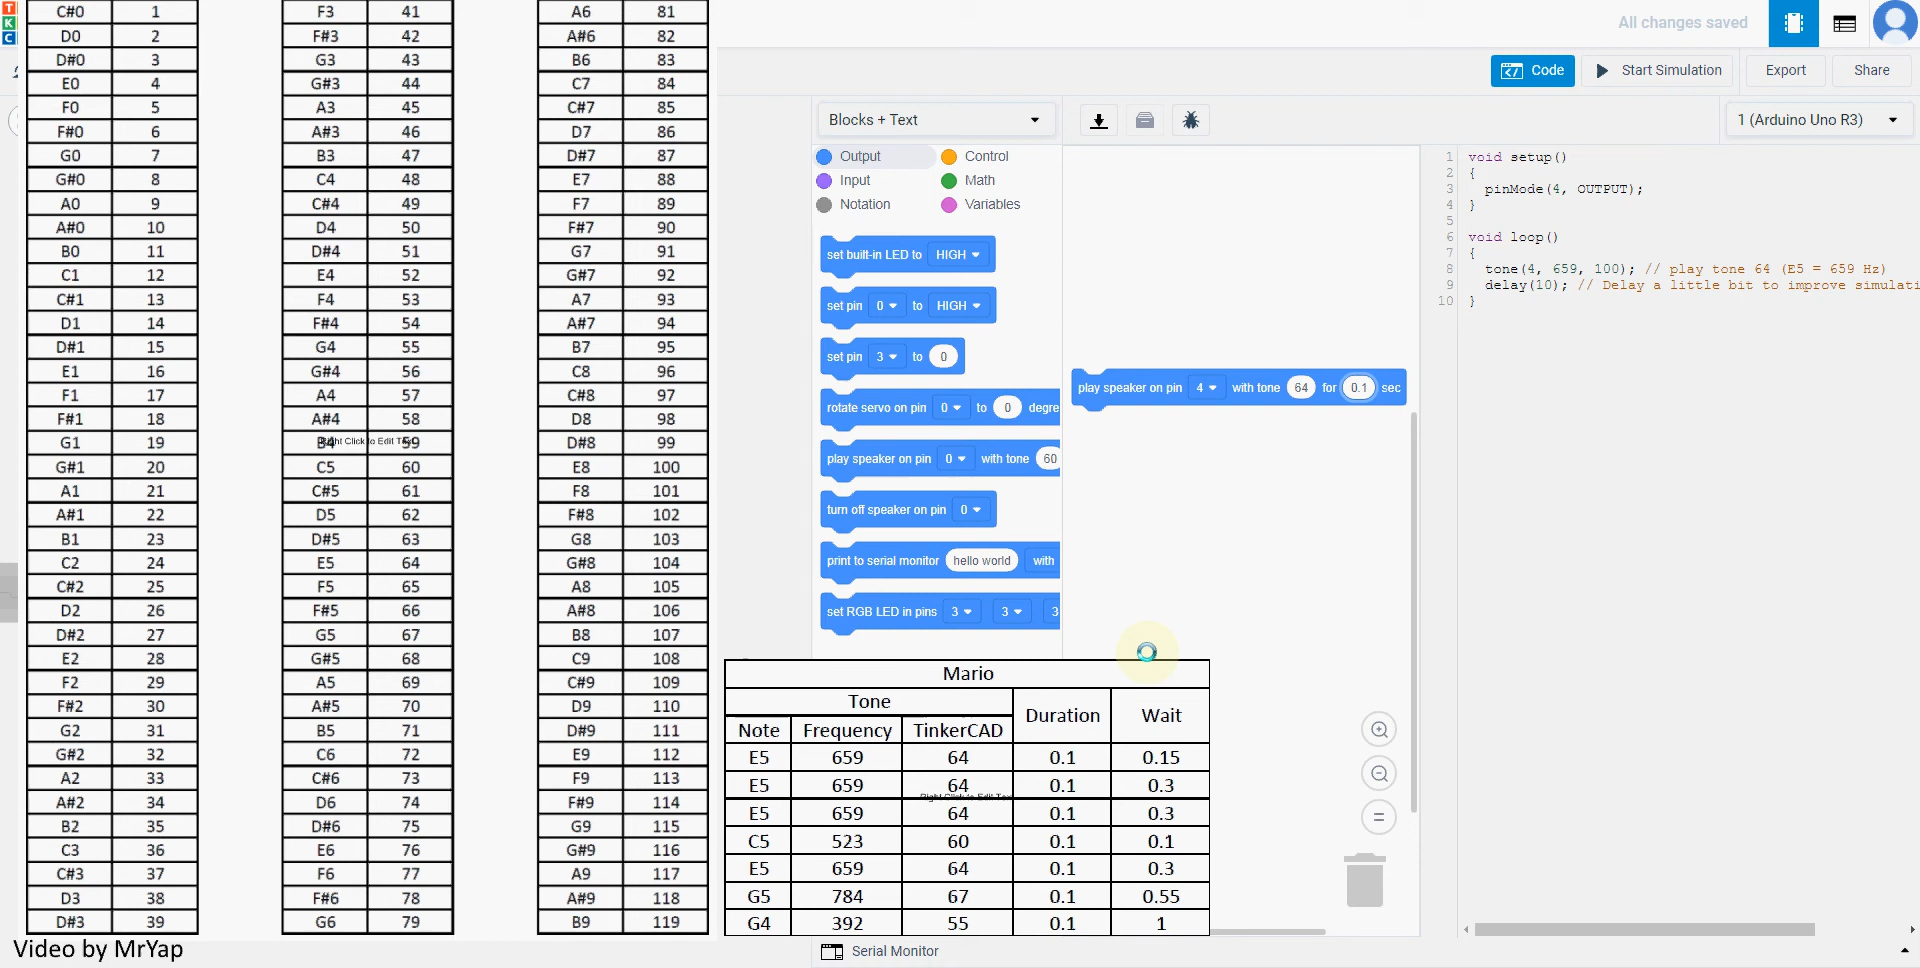 T
K
C
C#0 1
D0 2
D#0 3
E0 4
F0 5
F#0 6
G0 7
G#0 8
A0 9
A#0 10
B0 11
C1 12
C#1 13
D1 14
D#1 15
E1 16
F1 17
F#1 18
G1 19
G#1 20
A1 21
A#1 22
B1 23
C2 24
C#2 25
D2 26
D#2 27
E2 28
F2 29
F#2 30
G2 31
G#2 32
A2 33
A#2 34
B2 35
C3 36
C#3 37
D3 38
D#3 39
F3 41
F#3 42
G3 43
G#3 44
A3 45
A#3 46
B3 47
C4 48
C#4 49
D4 50
D#4 51
E4 52
F4 53
F#4 54
G4 55
G#4 56
A4 57
A#4 58
B4 59
Right Click to Edit Text
C5 60
C#5 61
D5 62
D#5 63
E5 64
F5 65
F#5 66
G5 67
G#5 68
A5 69
A#5 70
B5 71
C6 72
C#6 73
D6 74
D#6 75
E6 76
F6 77
F#6 78
G6 79
A6 81
A#6 82
B6 83
C7 84
C#7 85
D7 86
D#7 87
E7 88
F7 89
F#7 90
G7 91
G#7 92
A7 93
A#7 94
B7 95
C8 96
C#8 97
D8 98
D#8 99
E8 100
F8 101
F#8 102
G8 103
G#8 104
A8 105
A#8 106
B8 107
C9 108
C#9 109
D9 110
D#9 111
E9 112
F9 113
F#9 114
G9 115
G#9 116
A9 117
A#9 118
B9 119
Video by MrYap
All changes saved
Code Start Simulation Export Share
Blocks + Text
1 (Arduino Uno R3)
Output Control
Input Math
Notation Variables
set built-in LED to HIGH
set pin 0 to HIGH
set pin 3 to 0
rotate servo on pin 0 to 0 degre
play speaker on pin 0 with tone 60
turn off speaker on pin 0
print to serial monitor hello world with
set RGB LED in pins 3 3 3
play speaker on pin 4 with tone 64 for 0.1 sec
1 void setup()
2 {
3 pinMode(4, OUTPUT);
4 }
5
6 void loop()
7 {
8 tone(4, 659, 100); // play tone 64 (E5 = 659 Hz)
9 delay(10); // Delay a little bit to improve simulati
10 }
Mario
Tone Duration Wait
Note Frequency TinkerCAD
E5 659 64 0.1 0.15
E5 659 64 0.1 0.3
Right Click to Edit Text
E5 659 64 0.1 0.3
C5 523 60 0.1 0.1
E5 659 64 0.1 0.3
G5 784 67 0.1 0.55
G4 392 55 0.1 1
Serial Monitor